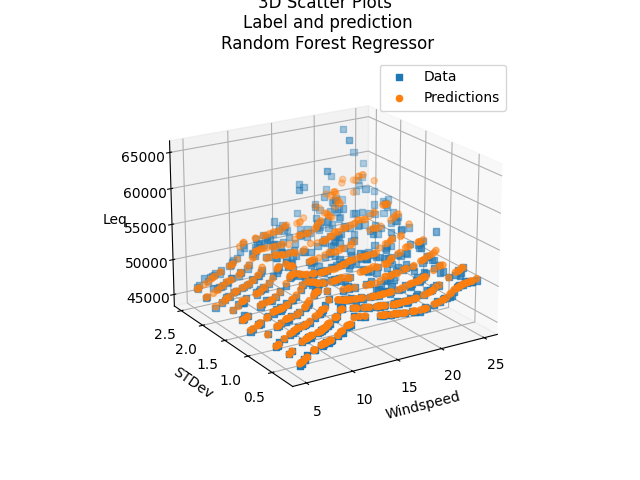 3D Scatter Plots
Label and prediction
Random Forest Regressor
Data
Predictions
65000
60000
55000
50000
45000
Leq
2.5
2.0
1.5
1.0
0.5
STDev
5
10
15
20
25
Windspeed